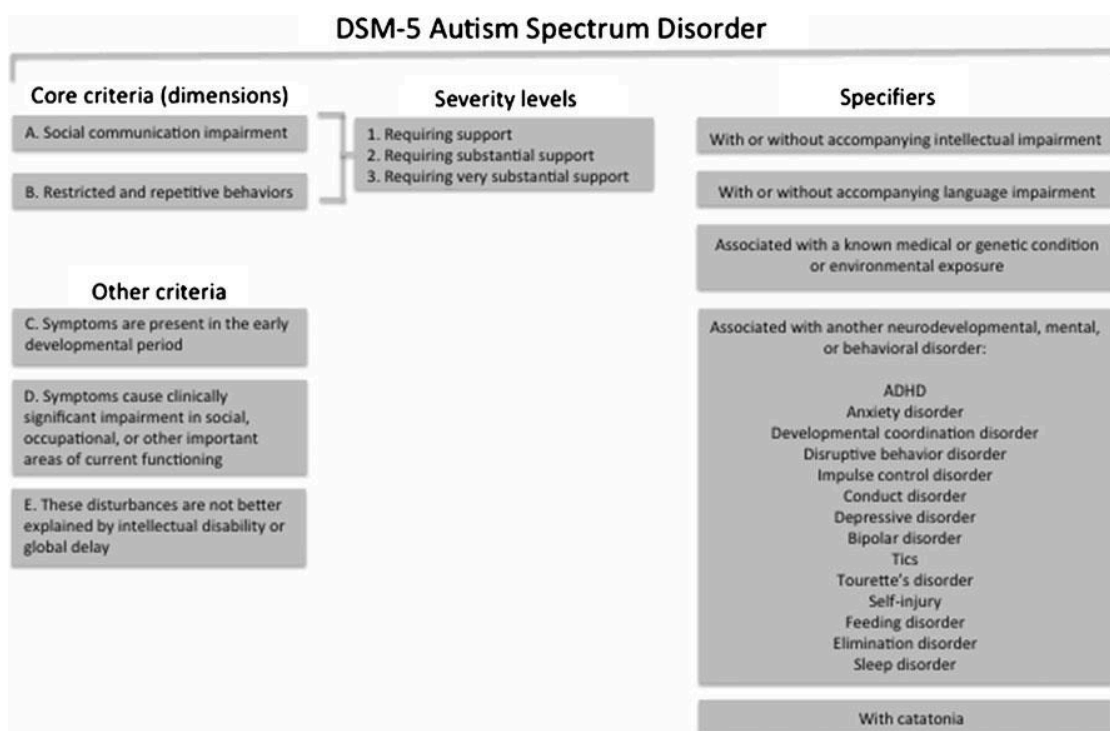 DSM-5 Autism Spectrum Disorder
Core criteria (dimensions)
A. Social communication impairment
B. Restricted and repetitive behaviors
Severity levels
1. Requiring support
2. Requiring substantial support
3. Requiring very substantial support
Other criteria
C. Symptoms are present in the early
developmental period
D. Symptoms cause clinically
significant impairment in social,
occupational, or other important
areas of current functioning
E. These disturbances are not better
explained by intellectual disability or
global delay
Specifiers
With or without accompanying intellectual impairment
With or without accompanying language impairment
Associated with a known medical or genetic condition
or environmental exposure
Associated with another neurodevelopmental, mental,
or behavioral disorder:
ADHD
Anxiety disorder
Developmental coordination disorder
Disruptive behavior disorder
Impulse control disorder
Conduct disorder
Depressive disorder
Bipolar disorder
Tics
Tourette's disorder
Self-injury
Feeding disorder
Elimination disorder
Sleep disorder
With catatonia